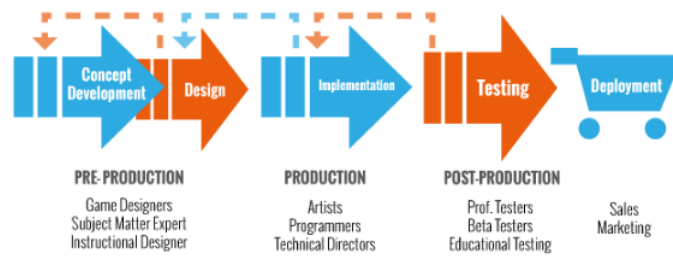 Concept
Development
Design
Implementation
Testing
Deployment
PRE-PRODUCTION
Game Designers
Subject Matter Expert
Instructional Designer
PRODUCTION
Artists
Programmers
Technical Directors
POST-PRODUCTION
Prof. Testers
Beta Testers
Educational Testing
Sales
Marketing